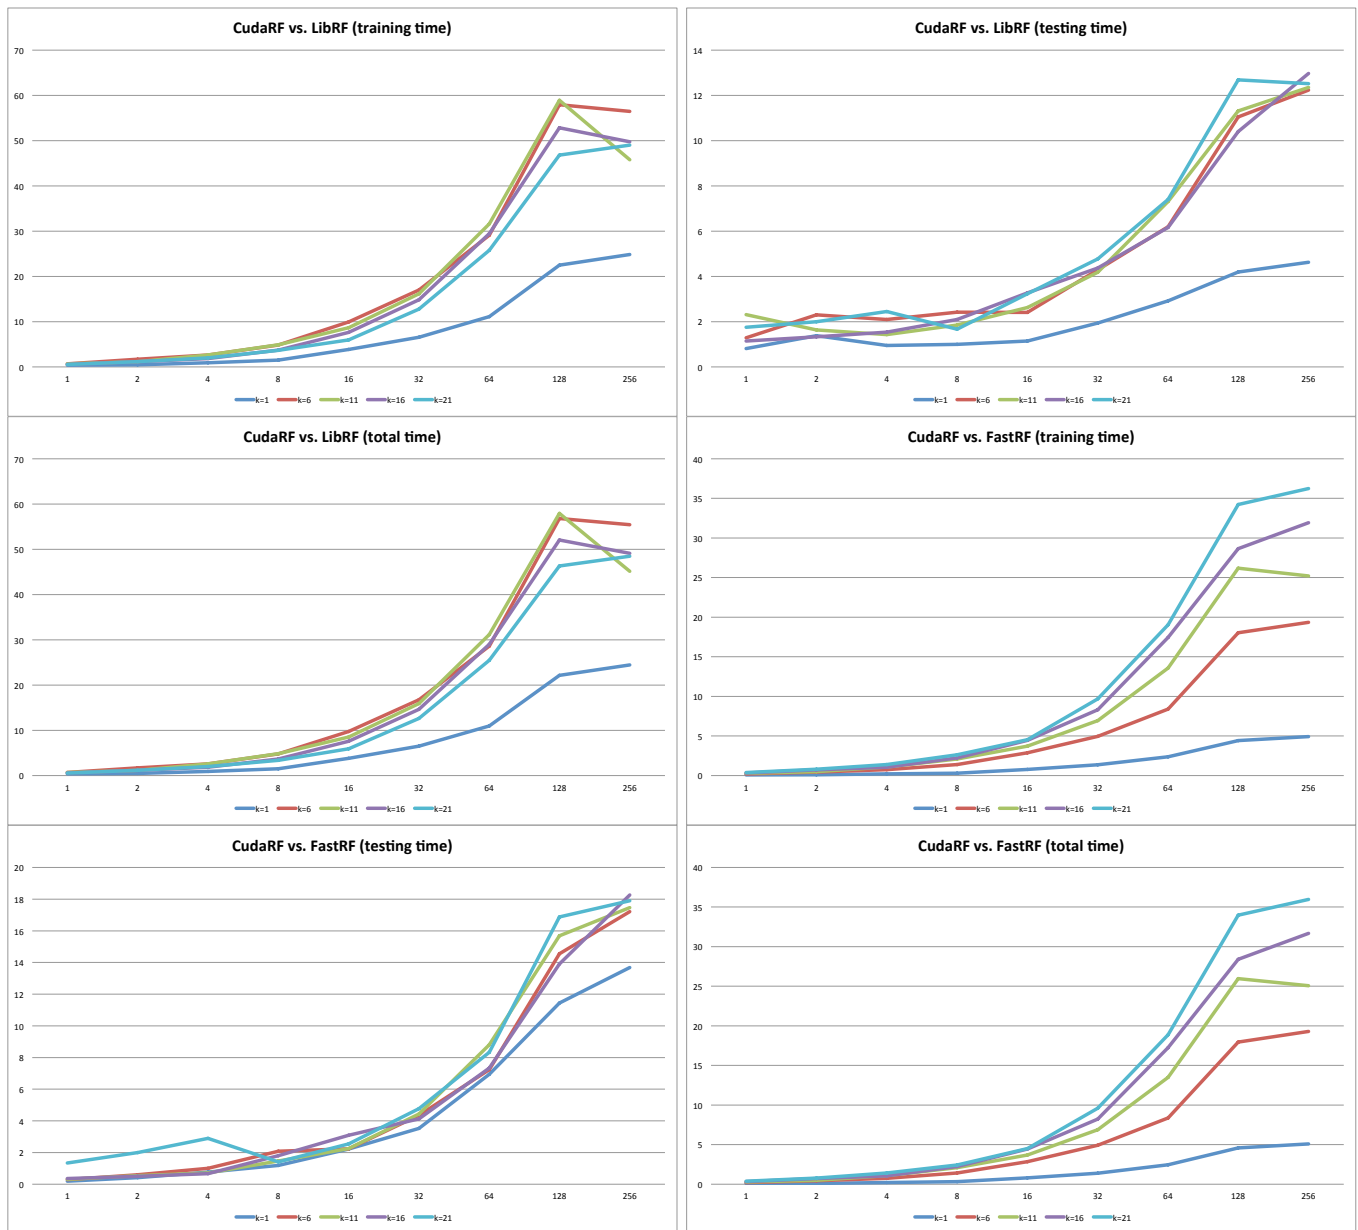 CudaRF vs. LibRF (training time)
70
60
50
40
30
20
10
0
1 2 4 8 16 32 64 128 256
k=1 k=6 k=11 k=16 k=21
CudaRF vs. LibRF (testing time)
14
12
10
8
6
4
2
0
1 2 4 8 16 32 64 128 256
k=1 k=6 k=11 k=16 k=21
CudaRF vs. LibRF (total time)
70
60
50
40
30
20
10
0
1 2 4 8 16 32 64 128 256
k=1 k=6 k=11 k=16 k=21
CudaRF vs. FastRF (training time)
40
35
30
25
20
15
10
5
0
1 2 4 8 16 32 64 128 256
k=1 k=6 k=11 k=16 k=21
CudaRF vs. FastRF (testing time)
20
18
16
14
12
10
8
6
4
2
0
1 2 4 8 16 32 64 128 256
k=1 k=6 k=11 k=16 k=21
CudaRF vs. FastRF (total time)
40
35
30
25
20
15
10
5
0
1 2 4 8 16 32 64 128 256
k=1 k=6 k=11 k=16 k=21